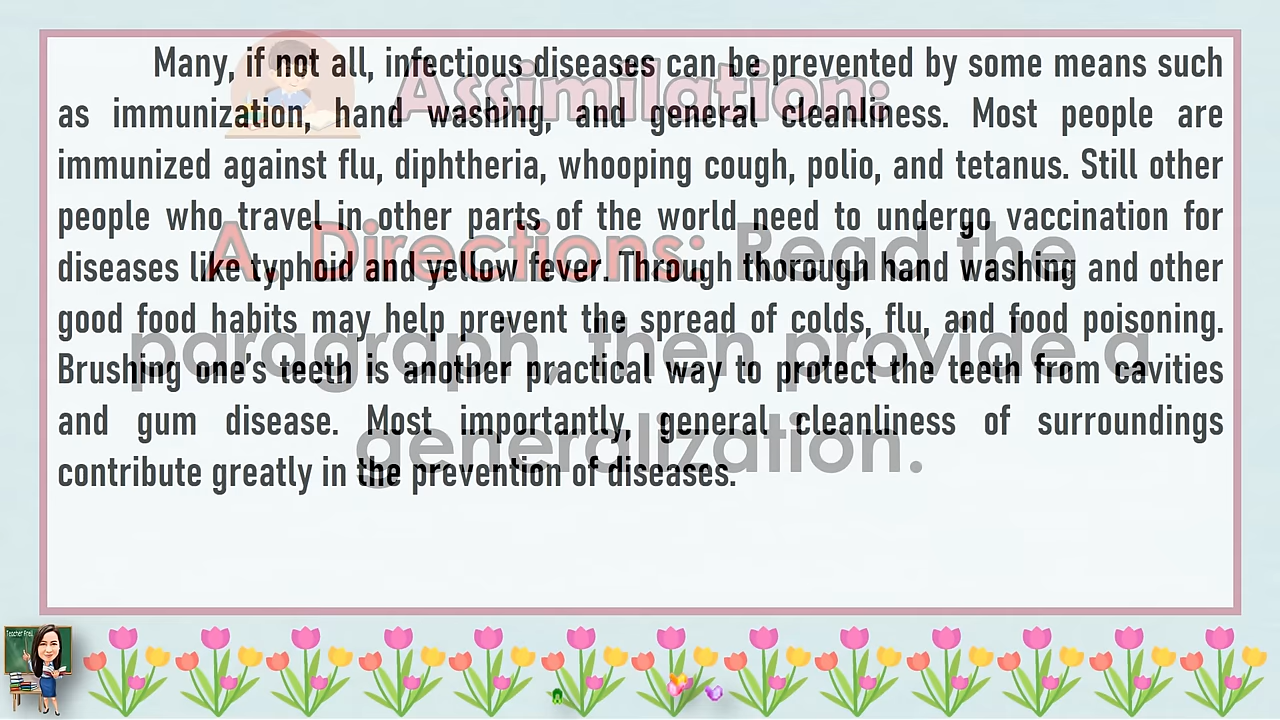 Many, if not all, infectious diseases can be prevented by some means such
as immunization, hand washing, and general cleanliness. Most people are
immunized against flu, diphtheria, whooping cough, polio, and tetanus. Still other
people who travel in other parts of the world need to undergo vaccination for
diseases like typhoid and yellow fever. Through thorough hand washing and other
good food habits may help prevent the spread of colds, flu, and food poisoning.
Brushing one's teeth is another practical way to protect the teeth from cavities
and gum disease. Most importantly, general cleanliness of surroundings
contribute greatly in the prevention of diseases.
Assimilation:
A. Directions: Read the
paragraph, then provide a
generalization.